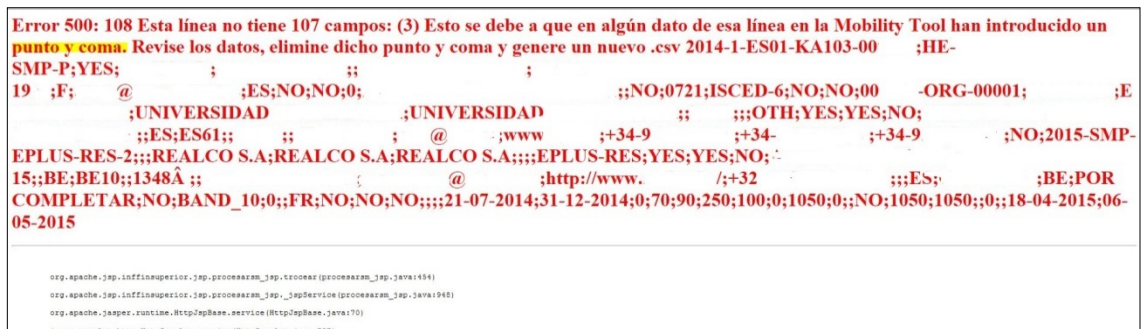 Error 500: 108 Esta línea no tiene 107 campos: (3) Esto se debe a que en algún dato de esa línea en la Mobility Tool han introducido un
punto y coma. Revise los datos, elimine dicho punto y coma y genere un nuevo .csv 2014-1-ES01-KA103-00 ;HE-
SMP-P;YES; ; ;; ;
19 ;F; @ ;ES;NO;NO;0; ;;NO;0721;ISCED-6;NO;NO;00 -ORG-00001; ;E
;UNIVERSIDAD ;UNIVERSIDAD ;; ;;;OTH;YES;YES;NO;
;;ES;ES61;; ;; ; @ ;www ;+34-9 ;+34- ;+34-9 ;NO;2015-SMP-
EPLUS-RES-2;;;REALCO S.A;REALCO S.A;REALCO S.A;;;;EPLUS-RES;YES;YES;NO;
15;;BE;BE10;;1348Â ;; ; @ ;http://www. /;+32 ;;;ES; ;BE;POR
COMPLETAR;NO;BAND_10;0;;FR;NO;NO;NO;;;;21-07-2014;31-12-2014;0;70;90;250;100;0;1050;0;;NO;1050;1050;;0;;18-04-2015;06-
05-2015
org.apache.jsp.inffinsuperior.jsp.procesarsm_jsp.trocear(procesarsm_jsp.java:454)
org.apache.jsp.inffinsuperior.jsp.procesarsm_jsp._jspService(procesarsm_jsp.java:948)
org.apache.jasper.runtime.HttpJspBase.service(HttpJspBase.java:70)